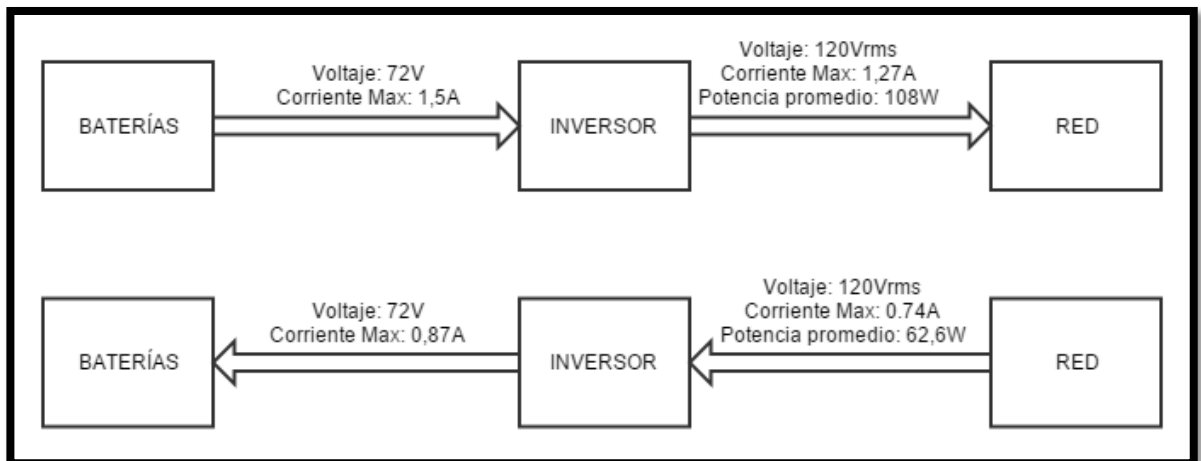 Voltaje: 120Vrms
Voltaje: 72V
Corriente Max: 1,27A
Corriente Max: 1,5A
Potencia promedio: 108W
BATERÍAS
INVERSOR
RED
Voltaje: 120Vrms
Voltaje: 72V
Corriente Max: 0.74A
Corriente Max: 0,87A
Potencia promedio: 62,6W
BATERÍAS
INVERSOR
RED